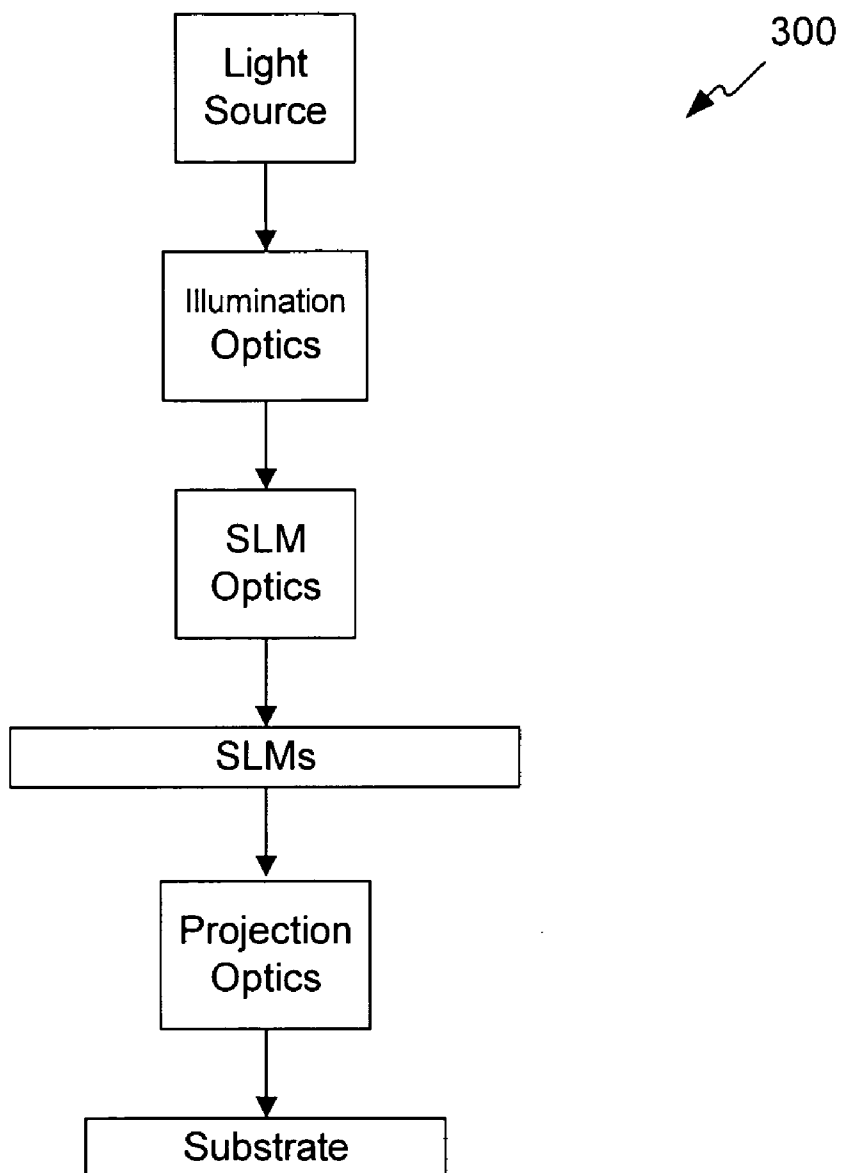 300
Light
Source
Illumination
Optics
SLM
Optics
SLMs
Projection
Optics
Substrate